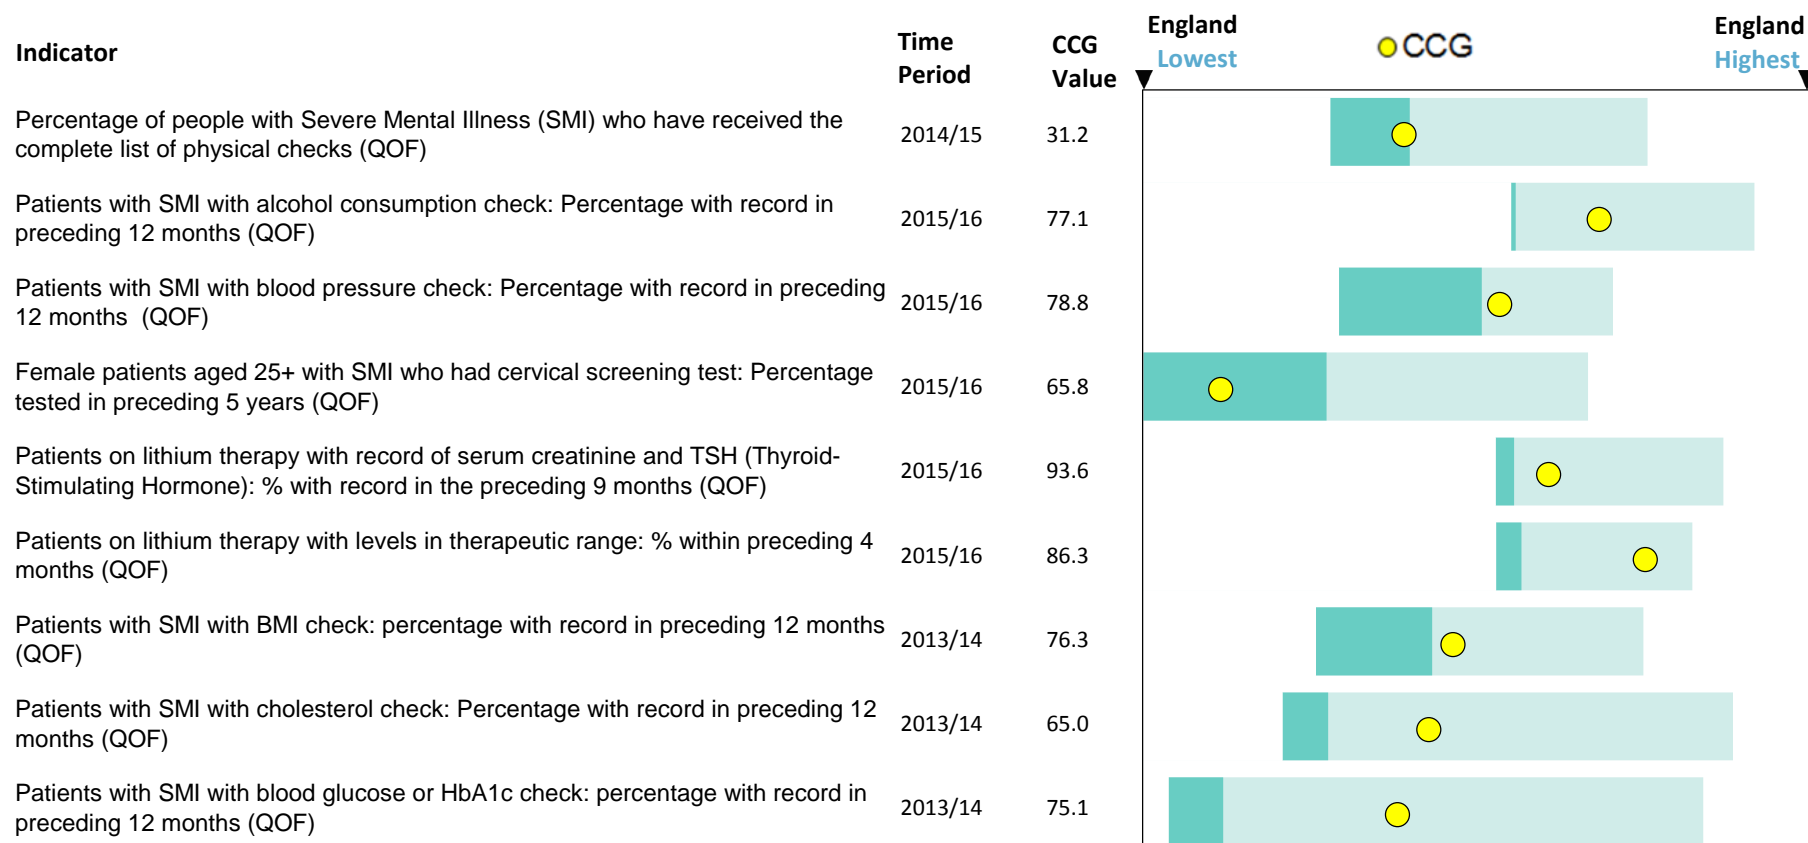 Indicator
Time
Period
CCG
Value
England
Lowest
CCG
England
Highest
Percentage of people with Severe Mental Illness (SMI) who have received the
complete list of physical checks (QOF)
2014/15
31.2
Patients with SMI with alcohol consumption check: Percentage with record in
preceding 12 months (QOF)
2015/16
77.1
Patients with SMI with blood pressure check: Percentage with record in preceding
12 months  (QOF)
2015/16
78.8
Female patients aged 25+ with SMI who had cervical screening test: Percentage
tested in preceding 5 years (QOF)
2015/16
65.8
Patients on lithium therapy with record of serum creatinine and TSH (Thyroid-
Stimulating Hormone): % with record in the preceding 9 months (QOF)
2015/16
93.6
Patients on lithium therapy with levels in therapeutic range: % within preceding 4
months (QOF)
2015/16
86.3
Patients with SMI with BMI check: percentage with record in preceding 12 months
(QOF)
2013/14
76.3
Patients with SMI with cholesterol check: Percentage with record in preceding 12
months (QOF)
2013/14
65.0
Patients with SMI with blood glucose or HbA1c check: percentage with record in
preceding 12 months (QOF)
2013/14
75.1